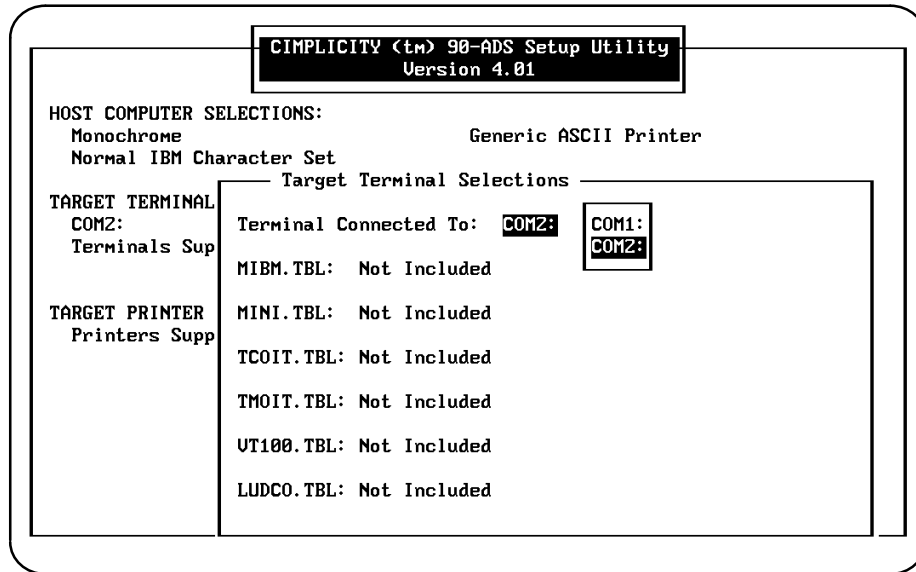 CIMPLICITY (tm) 90-ADS Setup Utility
Version 4.01
HOST COMPUTER SELECTIONS:
Monochrome Generic ASCII Printer
Normal IBM Character Set
Target Terminal Selections
TARGET TERMINAL
COM2:
Terminals Sup
TARGET PRINTER
Printers Supp
Terminal Connected To: COM2:
COM1:
COM2:
MIBM.TBL: Not Included
MINI.TBL: Not Included
TCOIT.TBL: Not Included
TMOIT.TBL: Not Included
VT100.TBL: Not Included
LUDCO.TBL: Not Included